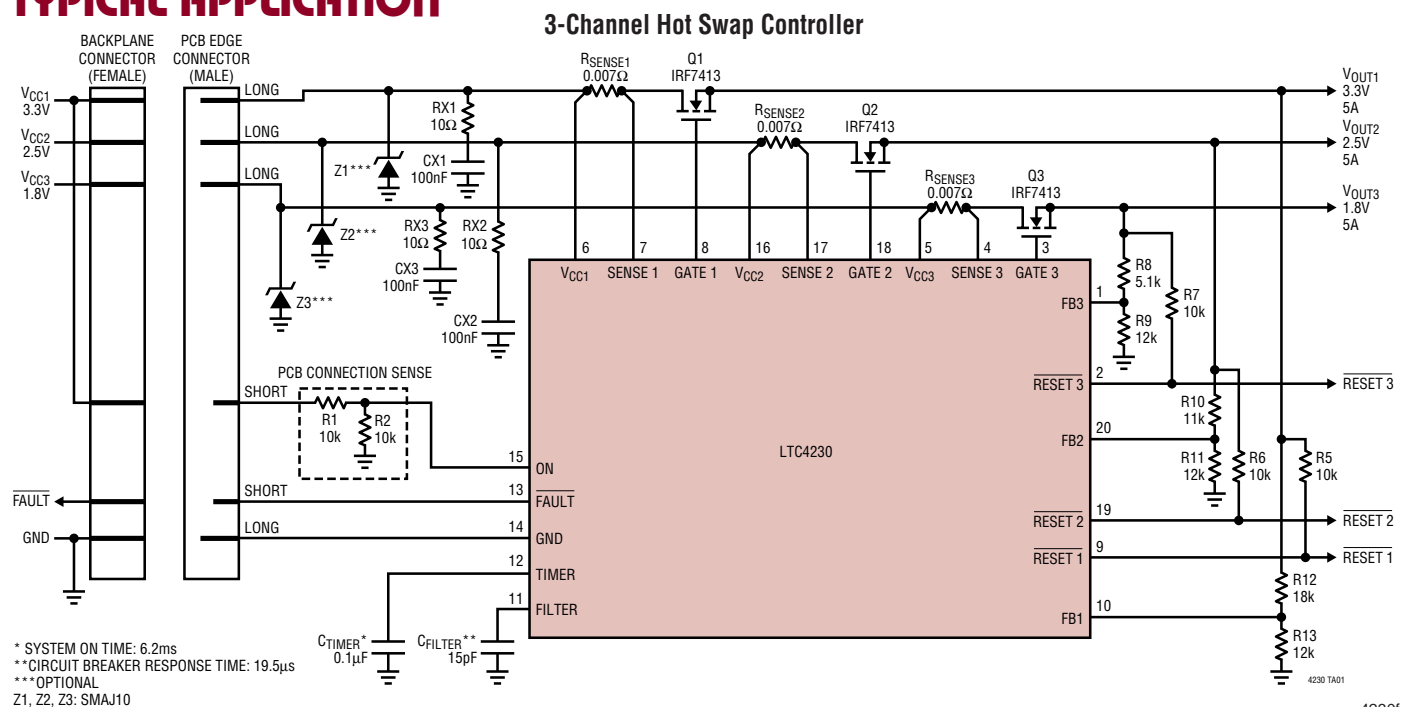 TYPICAL APPLICATION
3-Channel Hot Swap Controller
BACKPLANE
CONNECTOR
(FEMALE)
PCB EDGE
CONNECTOR
(MALE)
VCC1
3.3V
VCC2
2.5V
VCC3
1.8V
LONG
LONG
LONG
Z1***
Z2***
Z3***
RX1
10Ω
CX1
100nF
RX3
10Ω
CX3
100nF
RX2
10Ω
CX2
100nF
RSENSE1
0.007Ω
Q1
IRF7413
RSENSE2
0.007Ω
Q2
IRF7413
RSENSE3
0.007Ω
Q3
IRF7413
VOUT1
3.3V
5A
VOUT2
2.5V
5A
VOUT3
1.8V
5A
6 7 8 16 17 18 5 4 3
VCC1 SENSE 1 GATE 1 VCC2 SENSE 2 GATE 2 VCC3 SENSE 3 GATE 3
LTC4230
PCB CONNECTION SENSE
SHORT
R1
10k
R2
10k
15 ON
SHORT
13 FAULT
LONG
14 GND
12 TIMER
11 FILTER
FAULT
GND
CTIMER*
0.1µF
CFILTER**
15pF
1
FB3
R8
5.1k
R9
12k
R7
10k
2
RESET 3
RESET 3
20
FB2
R10
11k
R11
12k
R6
10k
R5
10k
19
RESET 2
RESET 2
9
RESET 1
RESET 1
10
FB1
R12
18k
R13
12k
4230 TA01
* SYSTEM ON TIME: 6.2ms
**CIRCUIT BREAKER RESPONSE TIME: 19.5µs
***OPTIONAL
Z1, Z2, Z3: SMAJ10